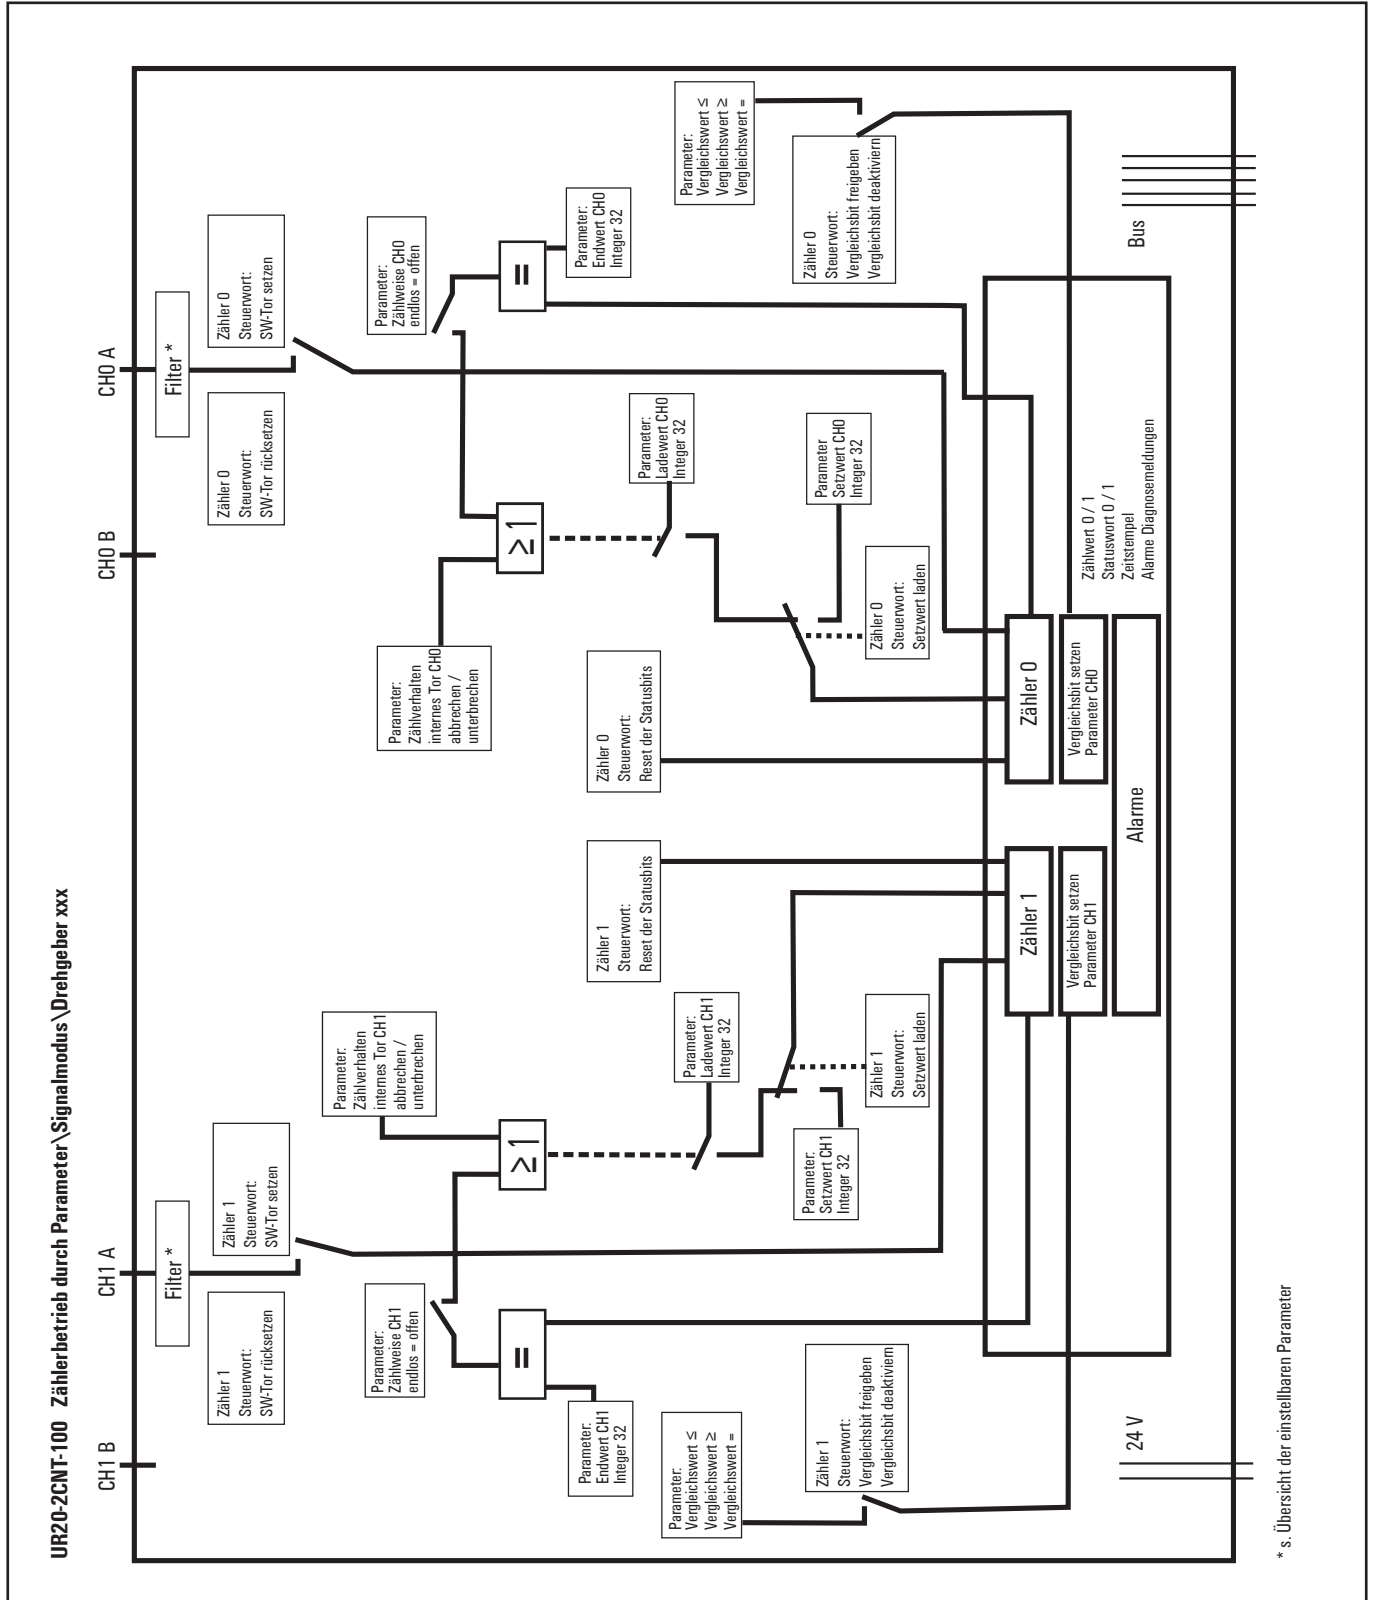 UR20-2CNT-100 Zählerbetrieb durch Parameter\Signalmodus\Drehgeber xxx
CH1 B
CH1 A
CH0 B
CH0 A
Filter *
Filter *
Zähler 1
Steuerwort:
SW-Tor rücksetzen
Zähler 1
Steuerwort:
SW-Tor setzen
Zähler 0
Steuerwort:
SW-Tor rücksetzen
Zähler 0
Steuerwort:
SW-Tor setzen
Parameter:
Zählweise CH1
endlos = offen
Parameter:
Zählverhalten
internes Tor CH1
abbrechen /
unterbrechen
Parameter:
Zählverhalten
internes Tor CH0
abbrechen /
unterbrechen
Parameter:
Zählweise CH0
endlos = offen
=
≥1
≥1
=
Parameter:
Endwert CH1
Integer 32
Parameter:
Endwert CH0
Integer 32
Zähler 1
Steuerwort:
Reset der Statusbits
Zähler 0
Steuerwort:
Reset der Statusbits
Parameter:
Ladewert CH0
Integer 32
Parameter:
Vergleichswert ≤
Vergleichswert ≥
Vergleichswert =
Parameter:
Ladewert CH1
Integer 32
Parameter:
Vergleichswert ≤
Vergleichswert ≥
Vergleichswert =
Zähler 1
Steuerwort:
Vergleichsbit freigeben
Vergleichsbit deaktiviern
Parameter:
Setzwert CH1
Integer 32
Parameter
Setzwert CH0
Integer 32
Zähler 0
Steuerwort:
Vergleichsbit freigeben
Vergleichsbit deaktiviern
Zähler 1
Steuerwort:
Setzwert laden
Zähler 0
Steuerwort:
Setzwert laden
Zähler 1
Zähler 0
Vergleichsbit setzen
Parameter CH1
Vergleichsbit setzen
Parameter CH0
Alarme
Zählwert 0 / 1
Statuswort 0 / 1
Zeitstempel
Alarme Diagnosemeldungen
24 V
Bus
* s. Übersicht der einstellbaren Parameter